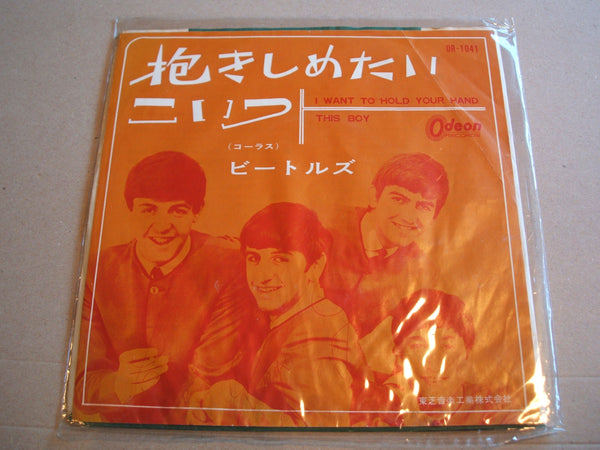 OR-1041
抱きしめたい
I WANT TO HOLD YOUR HAND
こいつ
THIS BOY
Odeon
RECORDS
(コーラス)
ビートルズ
東芝音楽工業株式会社